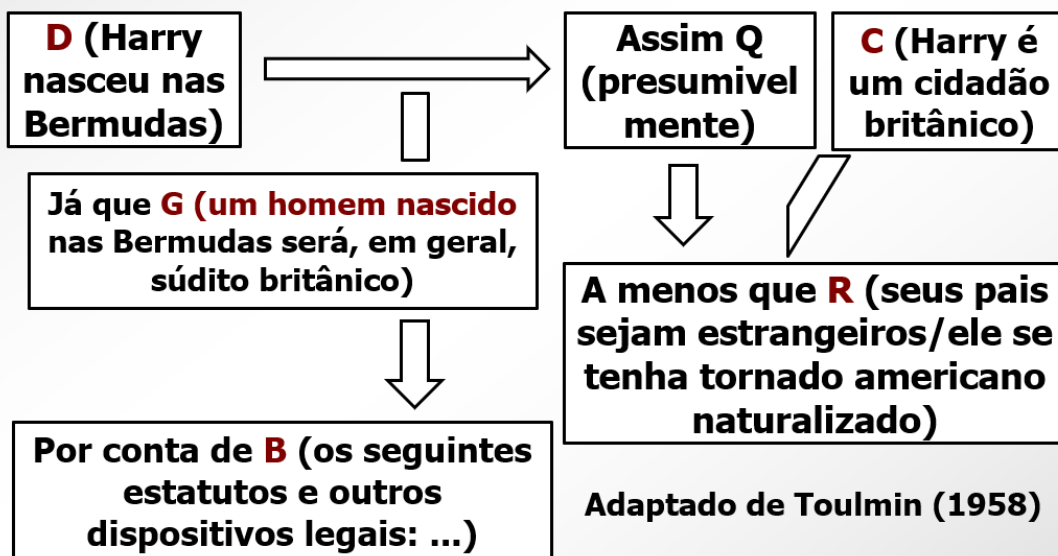 D (Harry
nasceu nas
Bermudas)
Assim Q
(presumivel
mente)
C (Harry é
um cidadão
britânico)
Já que G (um homem nascido
nas Bermudas será, em geral,
súdito britânico)
A menos que R (seus pais
sejam estrangeiros/ele se
tenha tornado americano
naturalizado)
Por conta de B (os seguintes
estatutos e outros
dispositivos legais: ...)
Adaptado de Toulmin (1958)